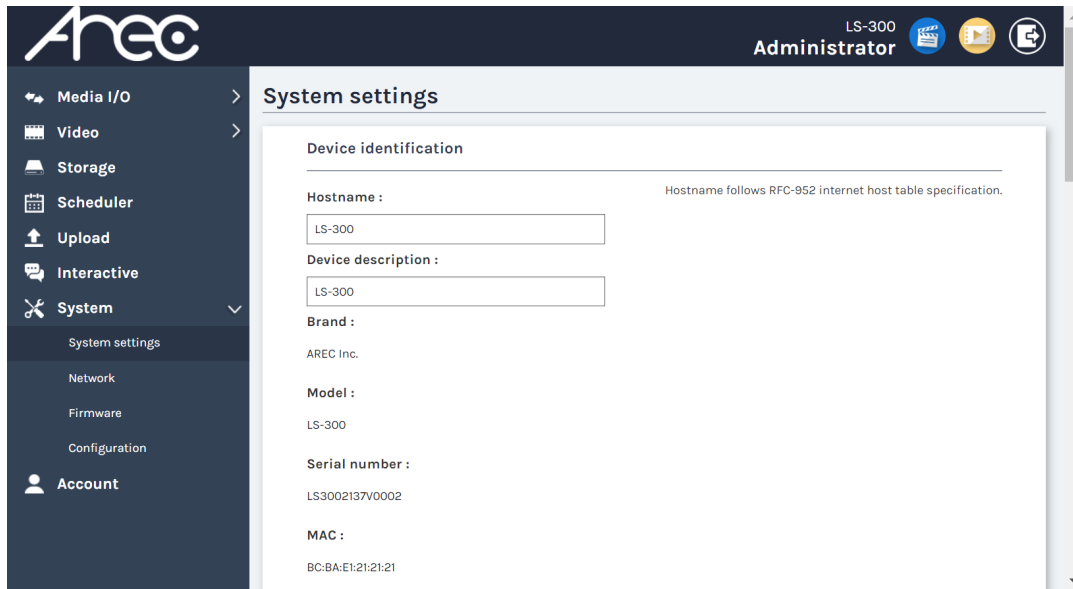 Arec
LS-300
Administrator
Media I/O
Video
Storage
Scheduler
Upload
Interactive
System
System settings
Network
Firmware
Configuration
Account
System settings
Device identification
Hostname :
Hostname follows RFC-952 internet host table specification.
LS-300
Device description :
LS-300
Brand :
AREC Inc.
Model :
LS-300
Serial number :
LS3002137V0002
MAC :
BC:BA:E1:21:21:21